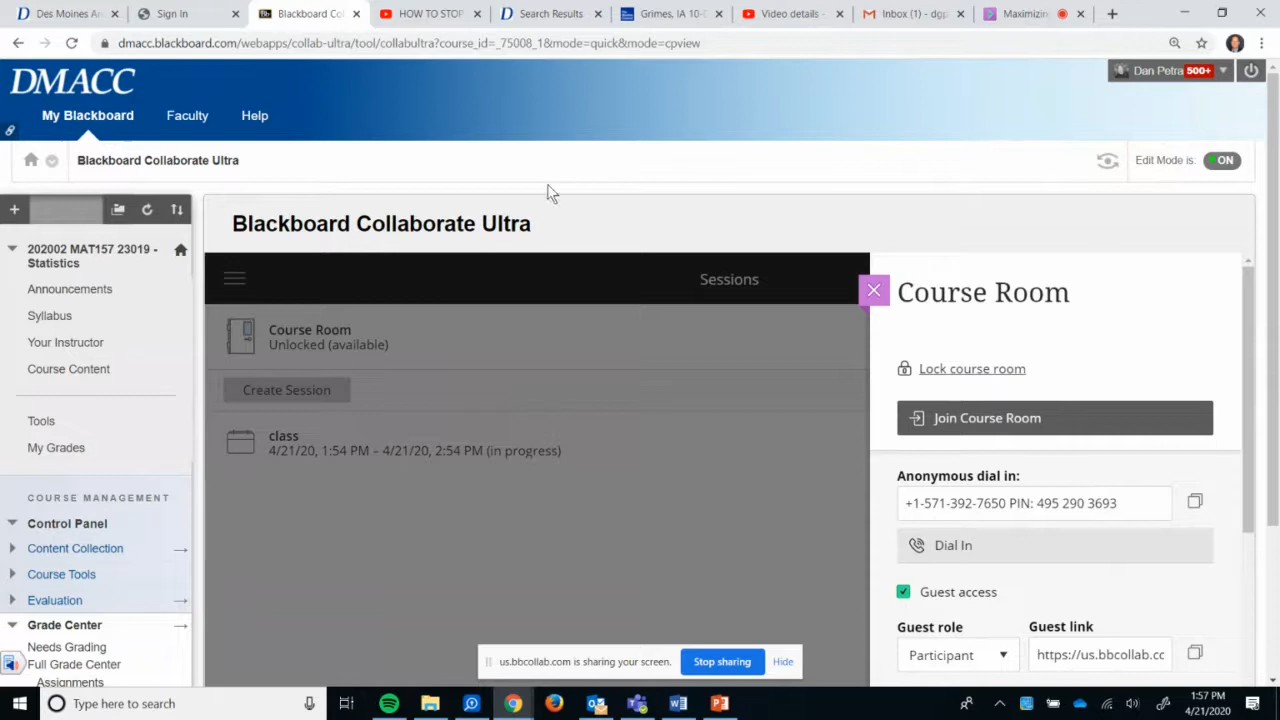 Des Moines Ar
Sign In
Blackboard Col
HOW TO STOP
Search Results
Grimes, IA 10-D
Video details -
Inbox (1) - dgp
Maximizing
dmacc.blackboard.com/webapps/collab-ultra/tool/collabultra?course_id=_75008_1&mode=quick&mode=cpview
DMACC
Dan Petra 500+
My Blackboard
Faculty
Help
Blackboard Collaborate Ultra
Edit Mode is: ON
202002 MAT157 23019 -
Statistics
Announcements
Syllabus
Your Instructor
Course Content
Tools
My Grades
COURSE MANAGEMENT
Control Panel
Content Collection
Course Tools
Evaluation
Grade Center
Needs Grading
Full Grade Center
Assignments
Blackboard Collaborate Ultra
Sessions
Course Room
Unlocked (available)
Create Session
class
4/21/20, 1:54 PM – 4/21/20, 2:54 PM (in progress)
Course Room
Lock course room
Join Course Room
Anonymous dial in:
+1-571-392-7650 PIN: 495 290 3693
Dial In
Guest access
Guest role
Guest link
Participant
https://us.bbcollab.cc
us.bbcollab.com is sharing your screen.
Stop sharing
Hide
Type here to search
1:57 PM
4/21/2020